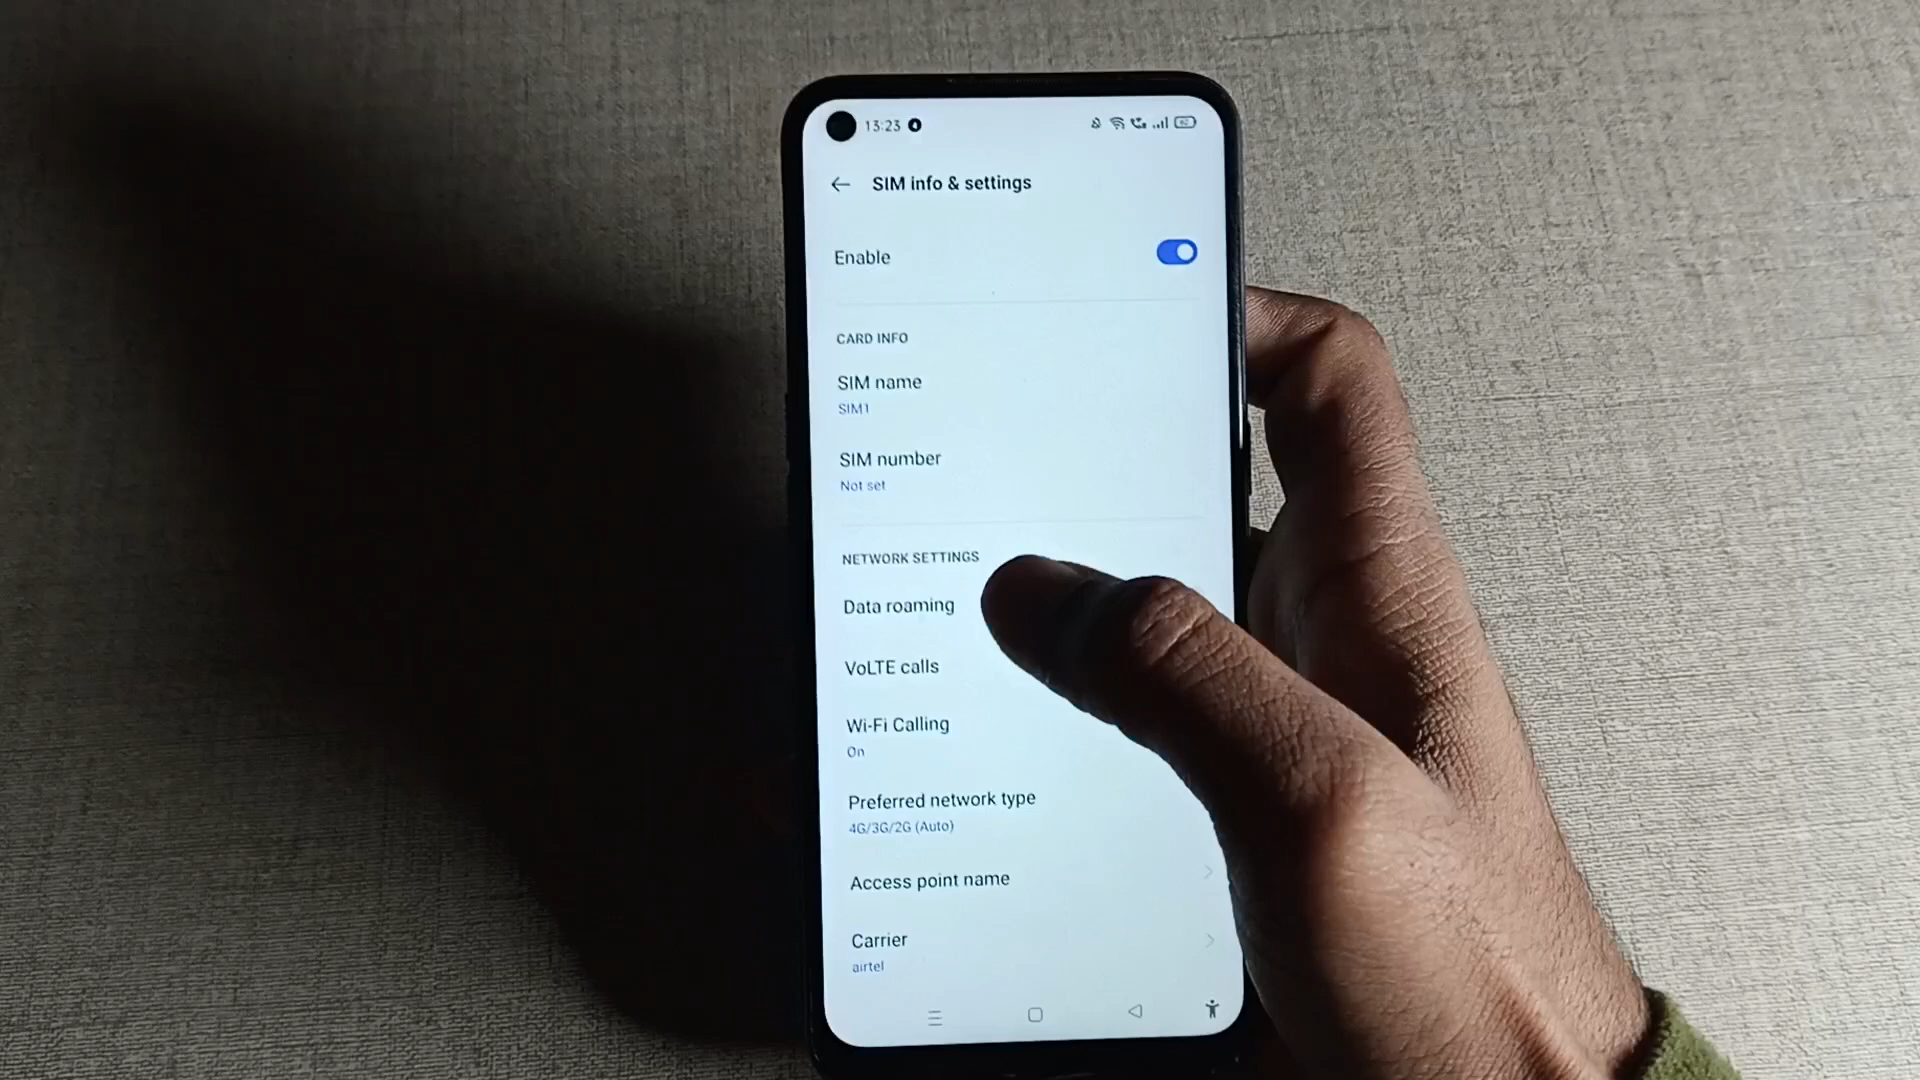 13:23
SIM info & settings
Enable
CARD INFO
SIM name
SIM1
SIM number
Not set
NETWORK SETTINGS
Data roaming
VoLTE calls
Wi-Fi Calling
On
Preferred network type
4G/3G/2G (Auto)
Access point name
Carrier
airtel